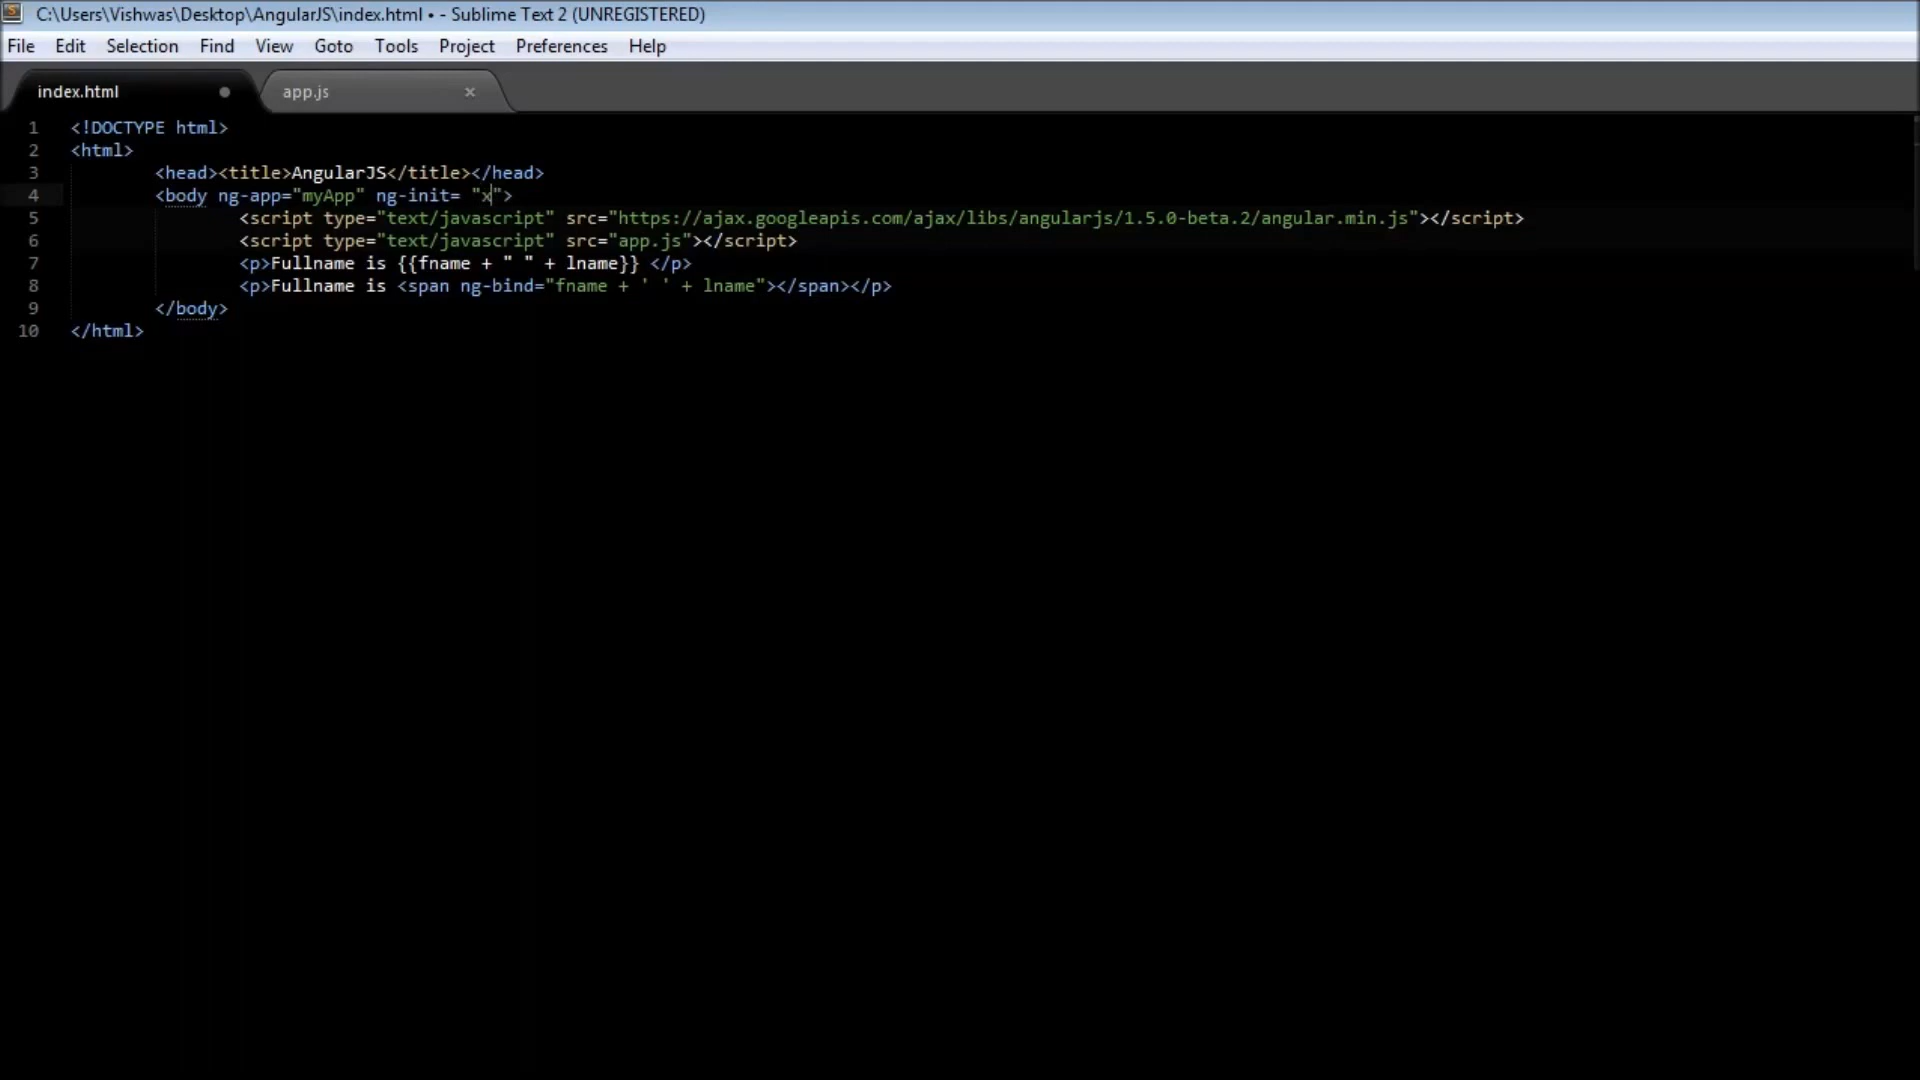 C:\Users\Vishwas\Desktop\AngularJS\index.html • - Sublime Text 2 (UNREGISTERED)
File Edit Selection Find View Goto Tools Project Preferences Help
index.html app.js
1 <!DOCTYPE html>
2 <html>
3 <head><title>AngularJS</title></head>
4 <body ng-app="myApp" ng-init= "x">
5 <script type="text/javascript" src="https://ajax.googleapis.com/ajax/libs/angularjs/1.5.0-beta.2/angular.min.js"></script>
6 <script type="text/javascript" src="app.js"></script>
7 <p>Fullname is {{fname + " " + lname}} </p>
8 <p>Fullname is <span ng-bind="fname + ' ' + lname"></span></p>
9 </body>
10 </html>